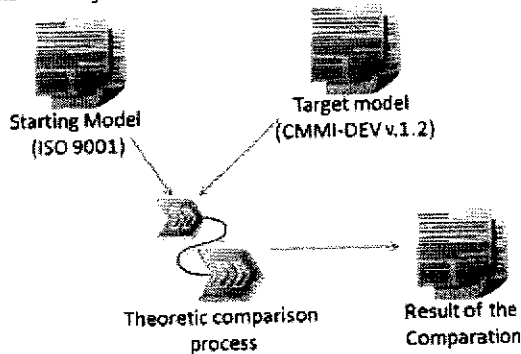 Starting Model
(ISO 9001)
Target model
(CMMI-DEV v.1.2)
Theoretic comparison
process
Result of the
Comparation